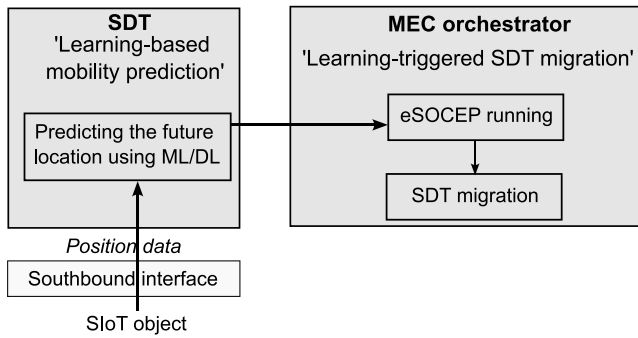 SDT
'Learning-based
mobility prediction'
Predicting the future
location using ML/DL
Position data
Southbound interface
SIoT object
MEC orchestrator
'Learning-triggered SDT migration'
eSOCEP running
SDT migration